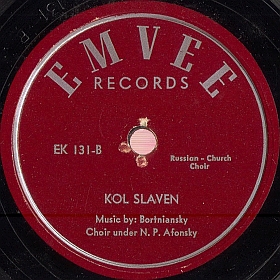 EMVEE
RECORDS
EK 131-B
Russian - Church
Choir
KOL SLAVEN
Music by: Bortniansky
Choir under N. P. Afonsky